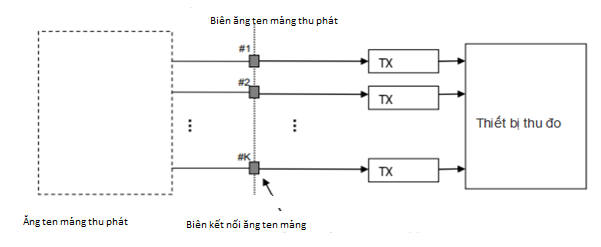 Biên ăng ten mảng thu phát
#1
TX
#2
TX
Thiết bị thu đo
#K
TX
Ăng ten mảng thu phát
Biên kết nối ăng ten mảng